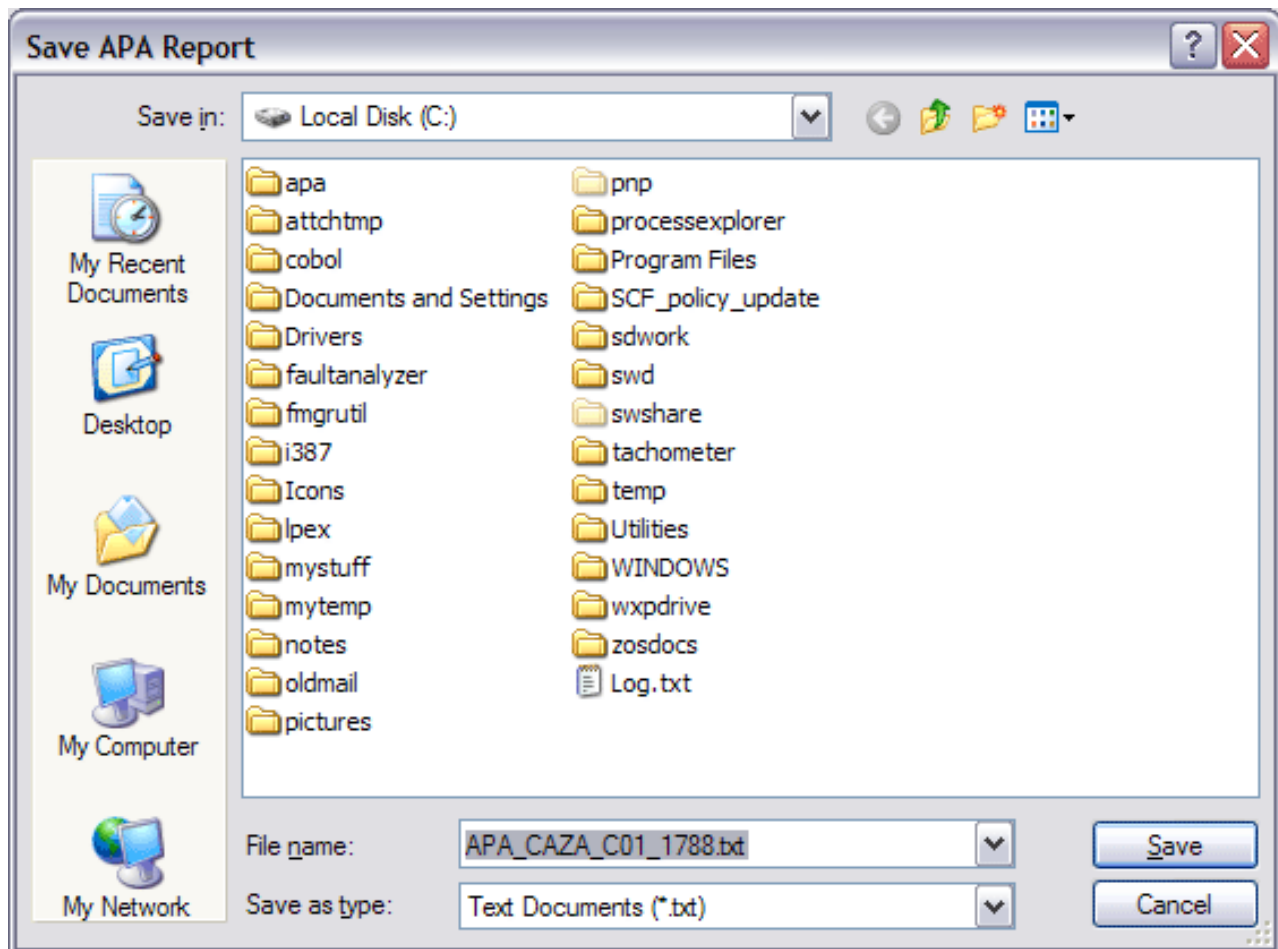 Save APA Report
Save in:
Local Disk (C:)
My Recent
Documents
Desktop
My Documents
My Computer
My Network
apa
attchtmp
cobol
Documents and Settings
Drivers
faultanalyzer
fmgrutil
i387
Icons
lpex
mystuff
mytemp
notes
oldmail
pictures
pnp
processexplorer
Program Files
SCF_policy_update
sdwork
swd
swshare
tachometer
temp
Utilities
WINDOWS
wxpdrive
zosdocs
Log.txt
File name:
APA_CAZA_C01_1788.txt
Save
Save as type:
Text Documents (*.txt)
Cancel